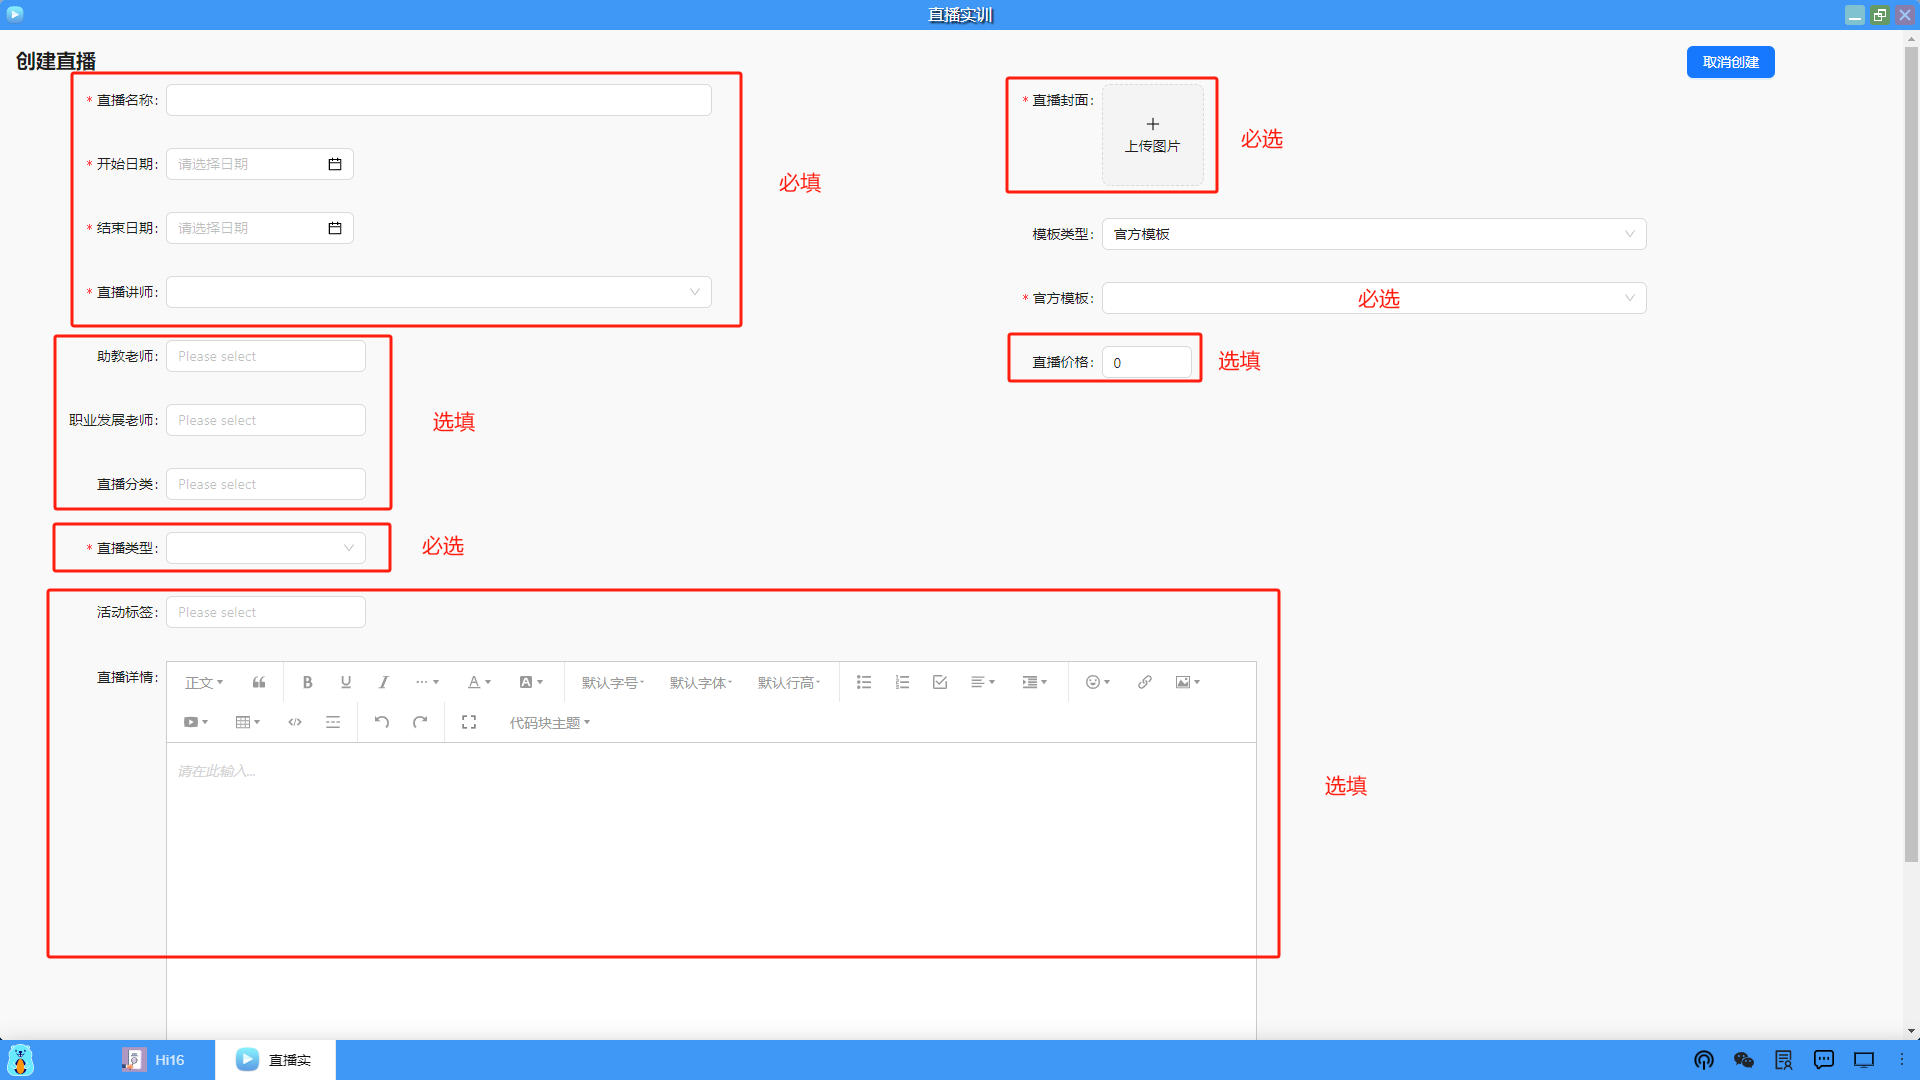 直播实训
创建直播
取消创建
* 直播名称:
* 开始日期: 请选择日期
* 结束日期: 请选择日期
* 直播讲师:
必填
助教老师: Please select
职业发展老师: Please select
直播分类: Please select
选填
* 直播类型:
必选
* 直播封面:
上传图片
必选
模板类型: 官方模板
* 官方模板: 必选
直播价格: 0
选填
活动标签: Please select
直播详情:
正文 B U I ··· A A 默认字号 默认字体 默认行高
代码块主题
请在此输入...
选填
Hi16
直播实